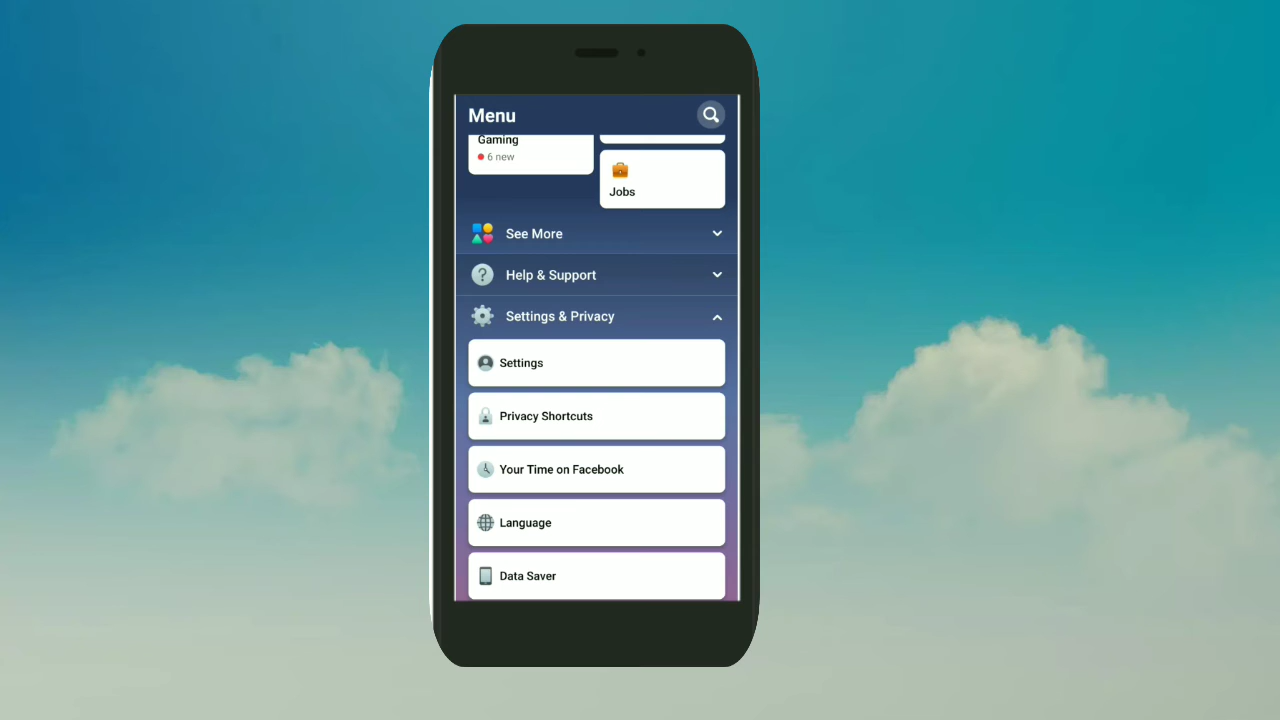 Menu
Gaming
6 new
Jobs
See More
Help & Support
Settings & Privacy
Settings
Privacy Shortcuts
Your Time on Facebook
Language
Data Saver